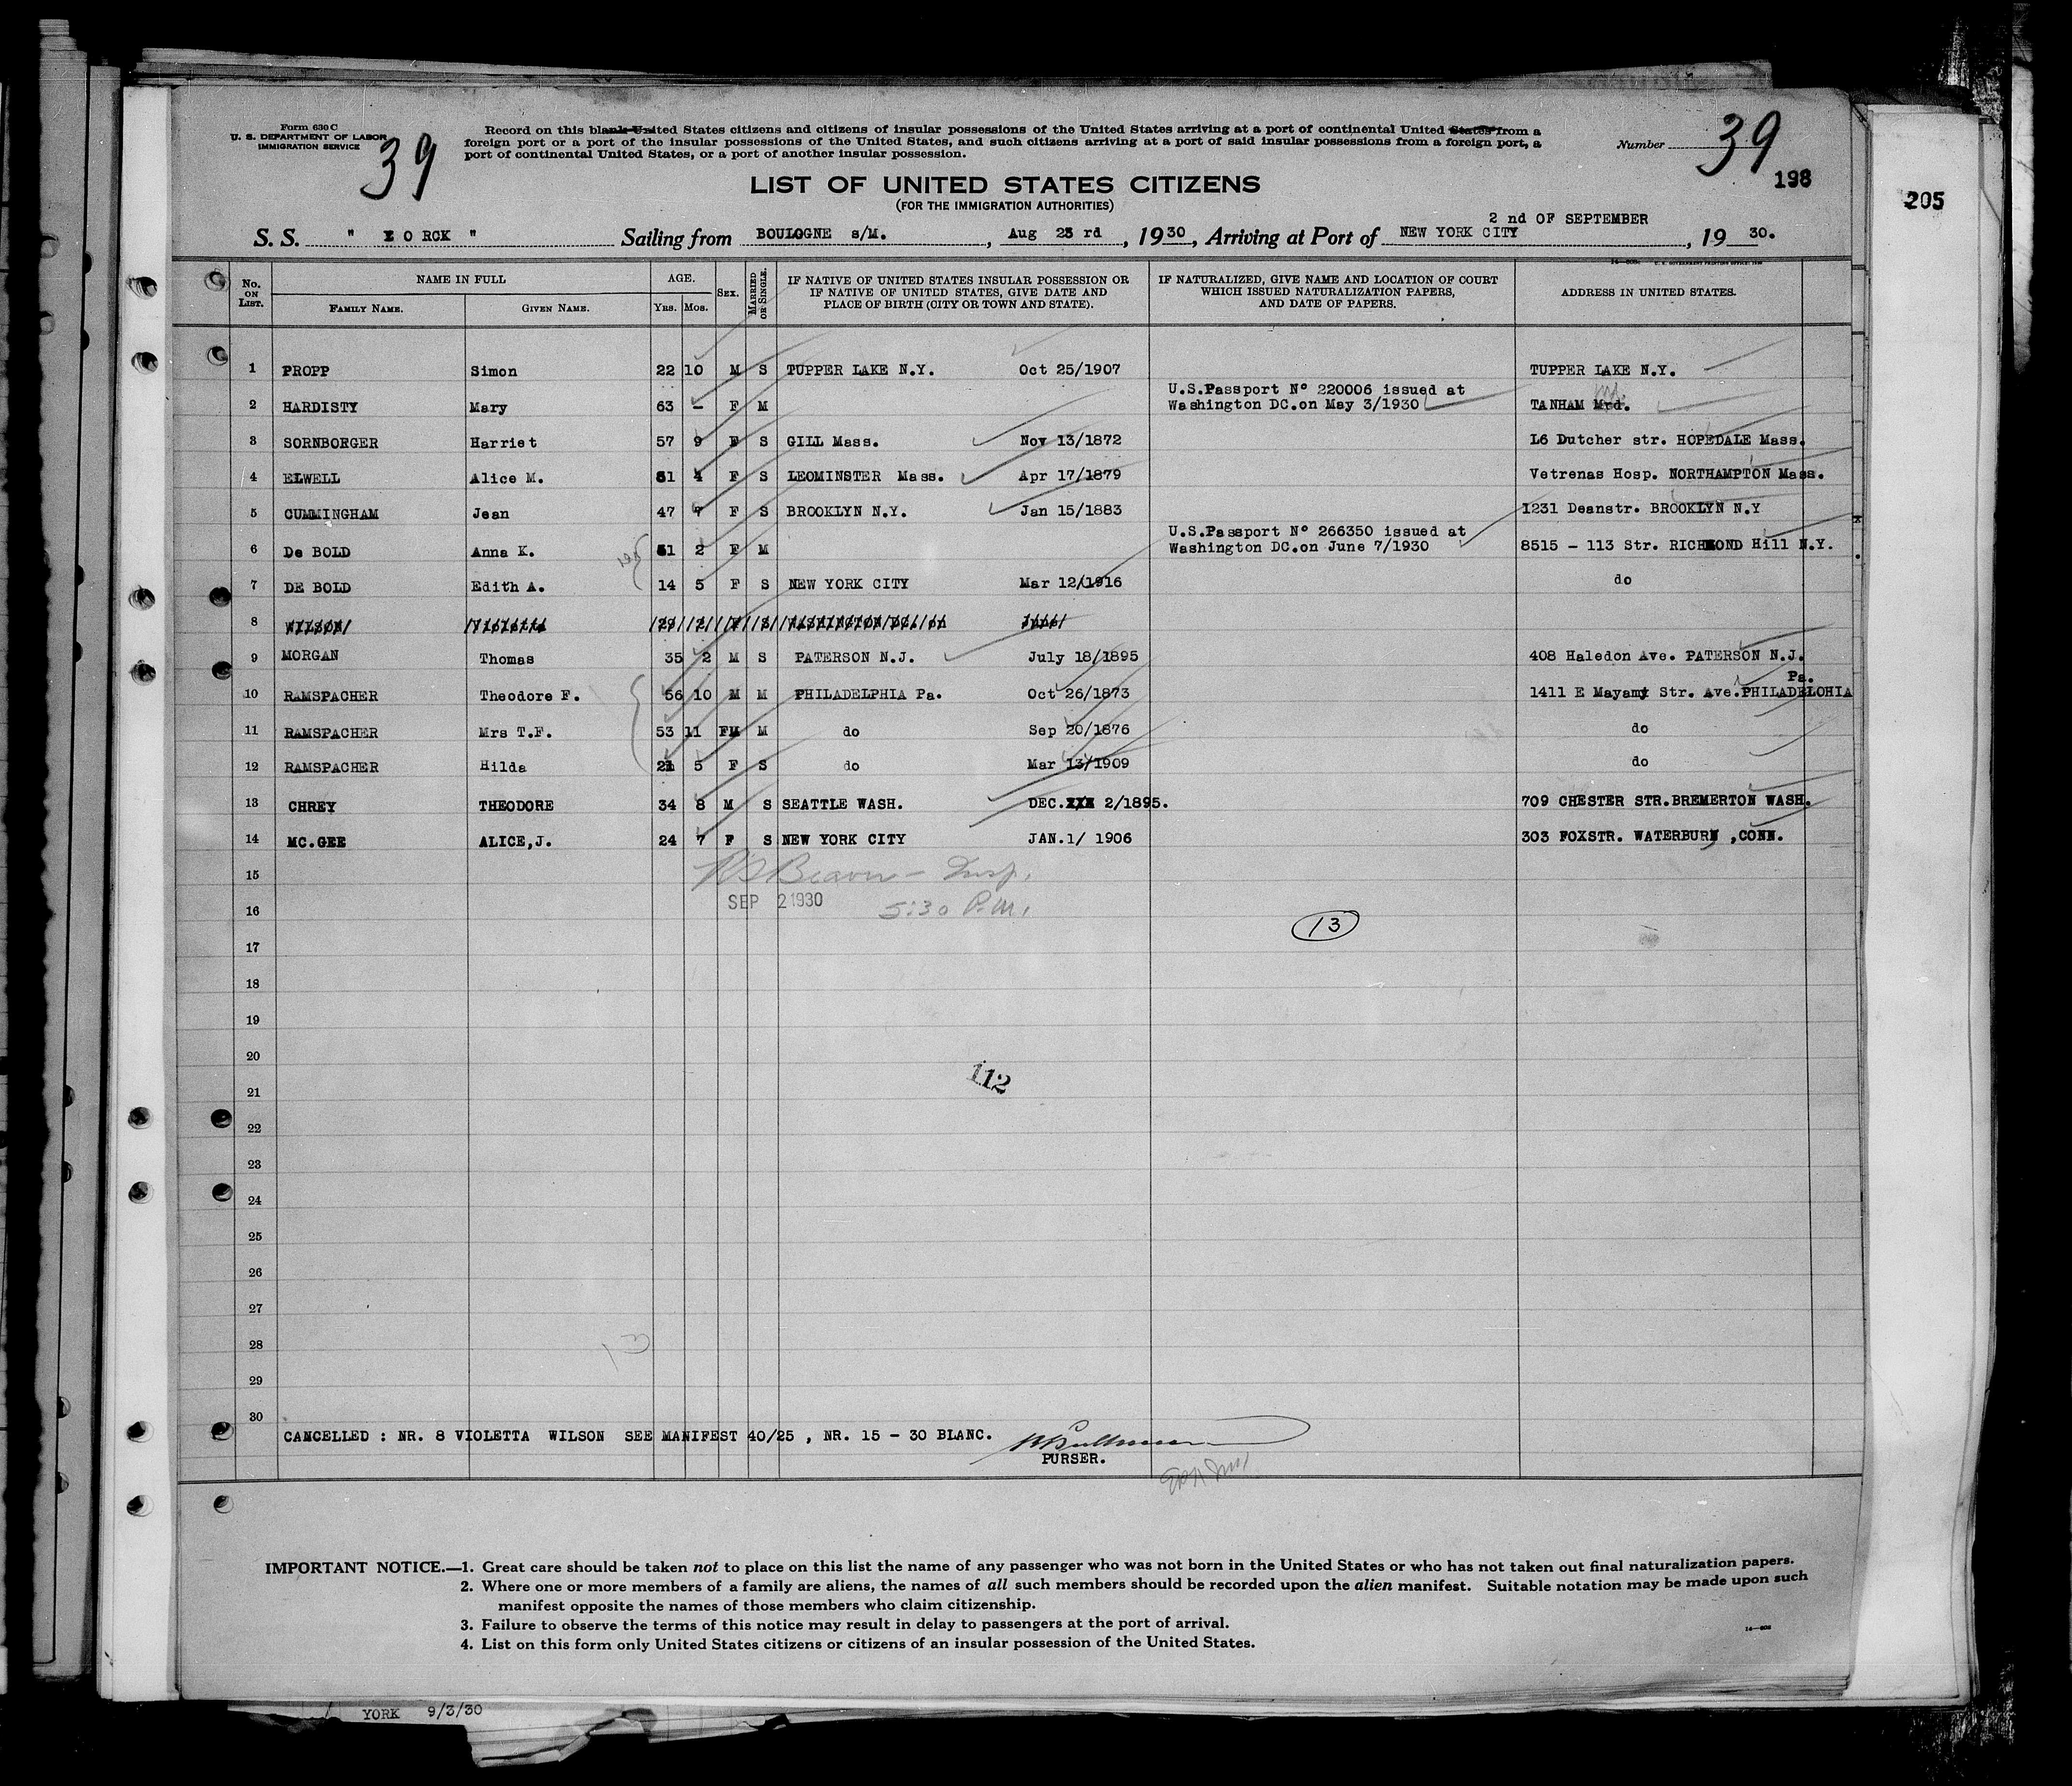 Form 630 C
U. S. DEPARTMENT OF LABOR
IMMIGRATION SERVICE
39
Record on this blank United States citizens and citizens of insular possessions of the United States arriving at a port of continental United States from a
foreign port or a port of the insular possessions of the United States, and such citizens arriving at a port of said insular possessions from a foreign port, a
port of continental United States, or a port of another insular possession.
Number 39
198
205
LIST OF UNITED STATES CITIZENS
(FOR THE IMMIGRATION AUTHORITIES)
2 nd OF SEPTEMBER
S. S. " Y O RCK " Sailing from BOULOGNE s/M. , Aug 23 rd , 1930, Arriving at Port of NEW YORK CITY , 19 30.
No. ON LIST. NAME IN FULL AGE. SEX. MARRIED OR SINGLE. IF NATIVE OF UNITED STATES INSULAR POSSESSION OR IF NATIVE OF UNITED STATES, GIVE DATE AND PLACE OF BIRTH (CITY OR TOWN AND STATE). IF NATURALIZED, GIVE NAME AND LOCATION OF COURT WHICH ISSUED NATURALIZATION PAPERS, AND DATE OF PAPERS. ADDRESS IN UNITED STATES.
FAMILY NAME. GIVEN NAME. YRS. MOS.
1 PROPP Simon 22 10 M S TUPPER LAKE N.Y. Oct 25/1907 TUPPER LAKE N.Y.
U.S.Passport Nº 220006 issued at
2 HARDISTY Mary 63 - F M Washington DC.on May 3/1930 TANHAM Mrd.
3 SORNBORGER Harriet 57 9 F S GILL Mass. Nov 13/1872 16 Dutcher str. HOPEDALE Mass.
4 ELWELL Alice M. 51 4 F S LEOMINSTER Mass. Apr 17/1879 Vetrenas Hosp. NORTHAMPTON Mass.
5 CUMMINGHAM Jean 47 7 F S BROOKLYN N.Y. Jan 15/1883 1231 Deanstr. BROOKLYN N.Y
U.S.Passport Nº 266350 issued at
6 De BOLD Anna K. 51 2 F M Washington DC.on June 7/1930 8515 - 113 Str. RICHMOND Hill N.Y.
7 DE BOLD Edith A. 14 5 F S NEW YORK CITY Mar 12/1916 do
8 WILSON
9 MORGAN Thomas 35 2 M S PATERSON N.J. July 18/1895 408 Haledon Ave. PATERSON N.J.
Pa.
10 RAMSPACHER Theodore F. 56 10 M M PHILADELPHIA Pa. Oct 26/1873 1411 E Mayamy Str. Ave.PHILADELOHIA
11 RAMSPACHER Mrs T.F. 53 11 FM M do Sep 20/1876 do
12 RAMSPACHER Hilda 21 5 F S do Mar 13/1909 do
13 CHREY THEODORE 34 8 M S SEATTLE WASH. DEC.XXX 2/1895. 709 CHESTER STR.BREMERTON WASH.
14 MC.GEE ALICE,J. 24 7 F S NEW YORK CITY JAN.1/ 1906 303 FOXSTR. WATERBURY ,CONN.
15 Beaver - Insp.
16 SEP 2 1930 5:30 P.M.
13
17
18
19
20
112
21
22
23
24
25
26
27
28
29
30
CANCELLED : NR. 8 VIOLETTA WILSON SEE MANIFEST 40/25 , NR. 15 - 30 BLANC.
PURSER.
IMPORTANT NOTICE.—1. Great care should be taken not to place on this list the name of any passenger who was not born in the United States or who has not taken out final naturalization papers.
2. Where one or more members of a family are aliens, the names of all such members should be recorded upon the alien manifest. Suitable notation may be made upon such
manifest opposite the names of those members who claim citizenship.
3. Failure to observe the terms of this notice may result in delay to passengers at the port of arrival.
4. List on this form only United States citizens or citizens of an insular possession of the United States.
YORK 9/3/30